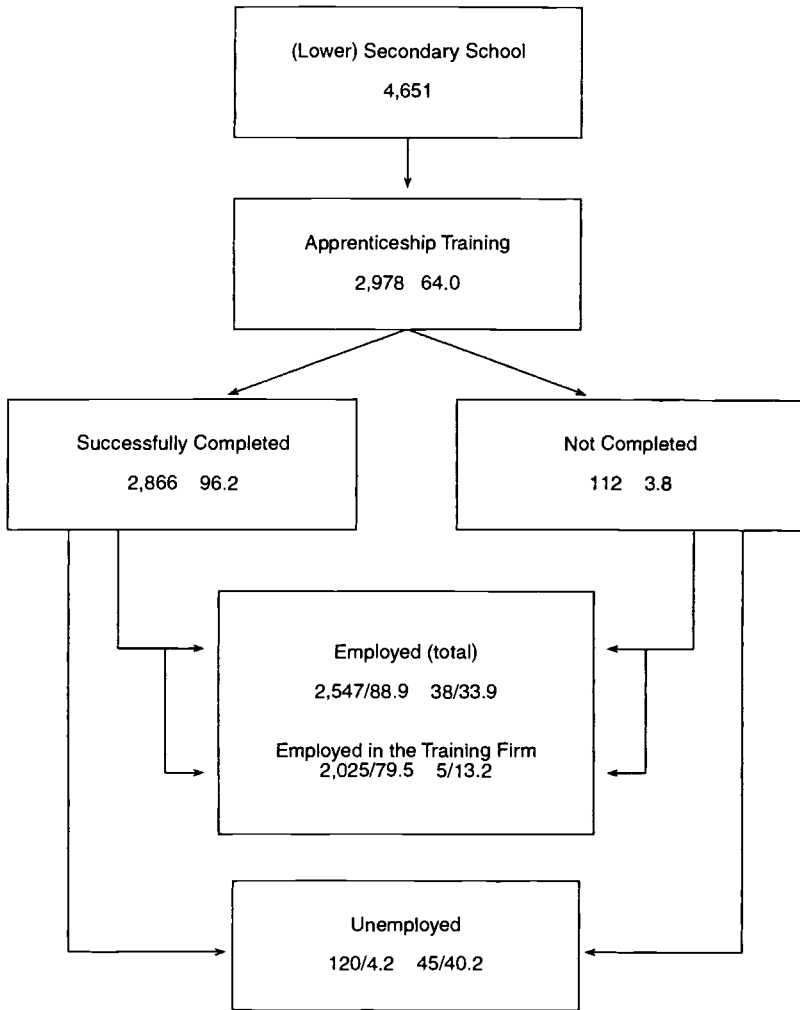 (Lower) Secondary School
4,651
Apprenticeship Training
2,978 64.0
Successfully Completed
2,866 96.2
Not Completed
112 3.8
Employed (total)
2,547/88.9 38/33.9
Employed in the Training Firm
2,025/79.5 5/13.2
Unemployed
120/4.2 45/40.2